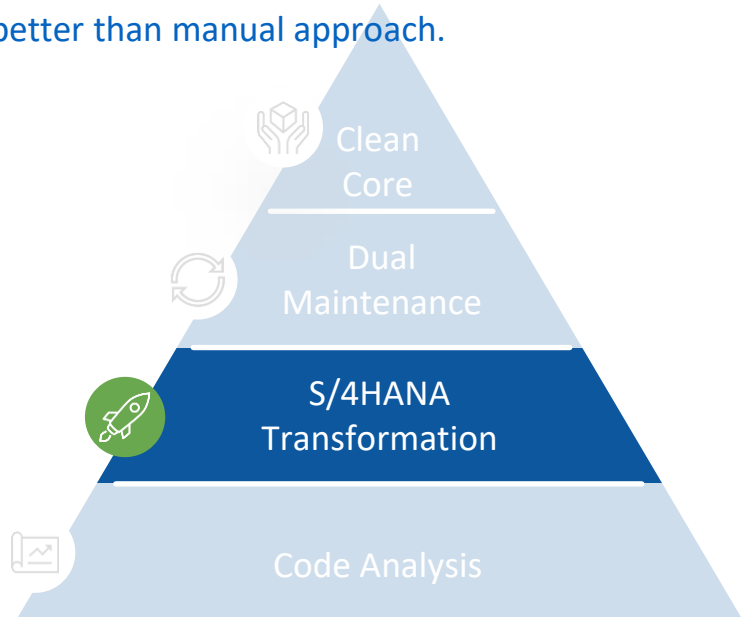 better than manual approach.
Clean
Core
Dual
Maintenance
S/4HANA
Transformation
Code Analysis